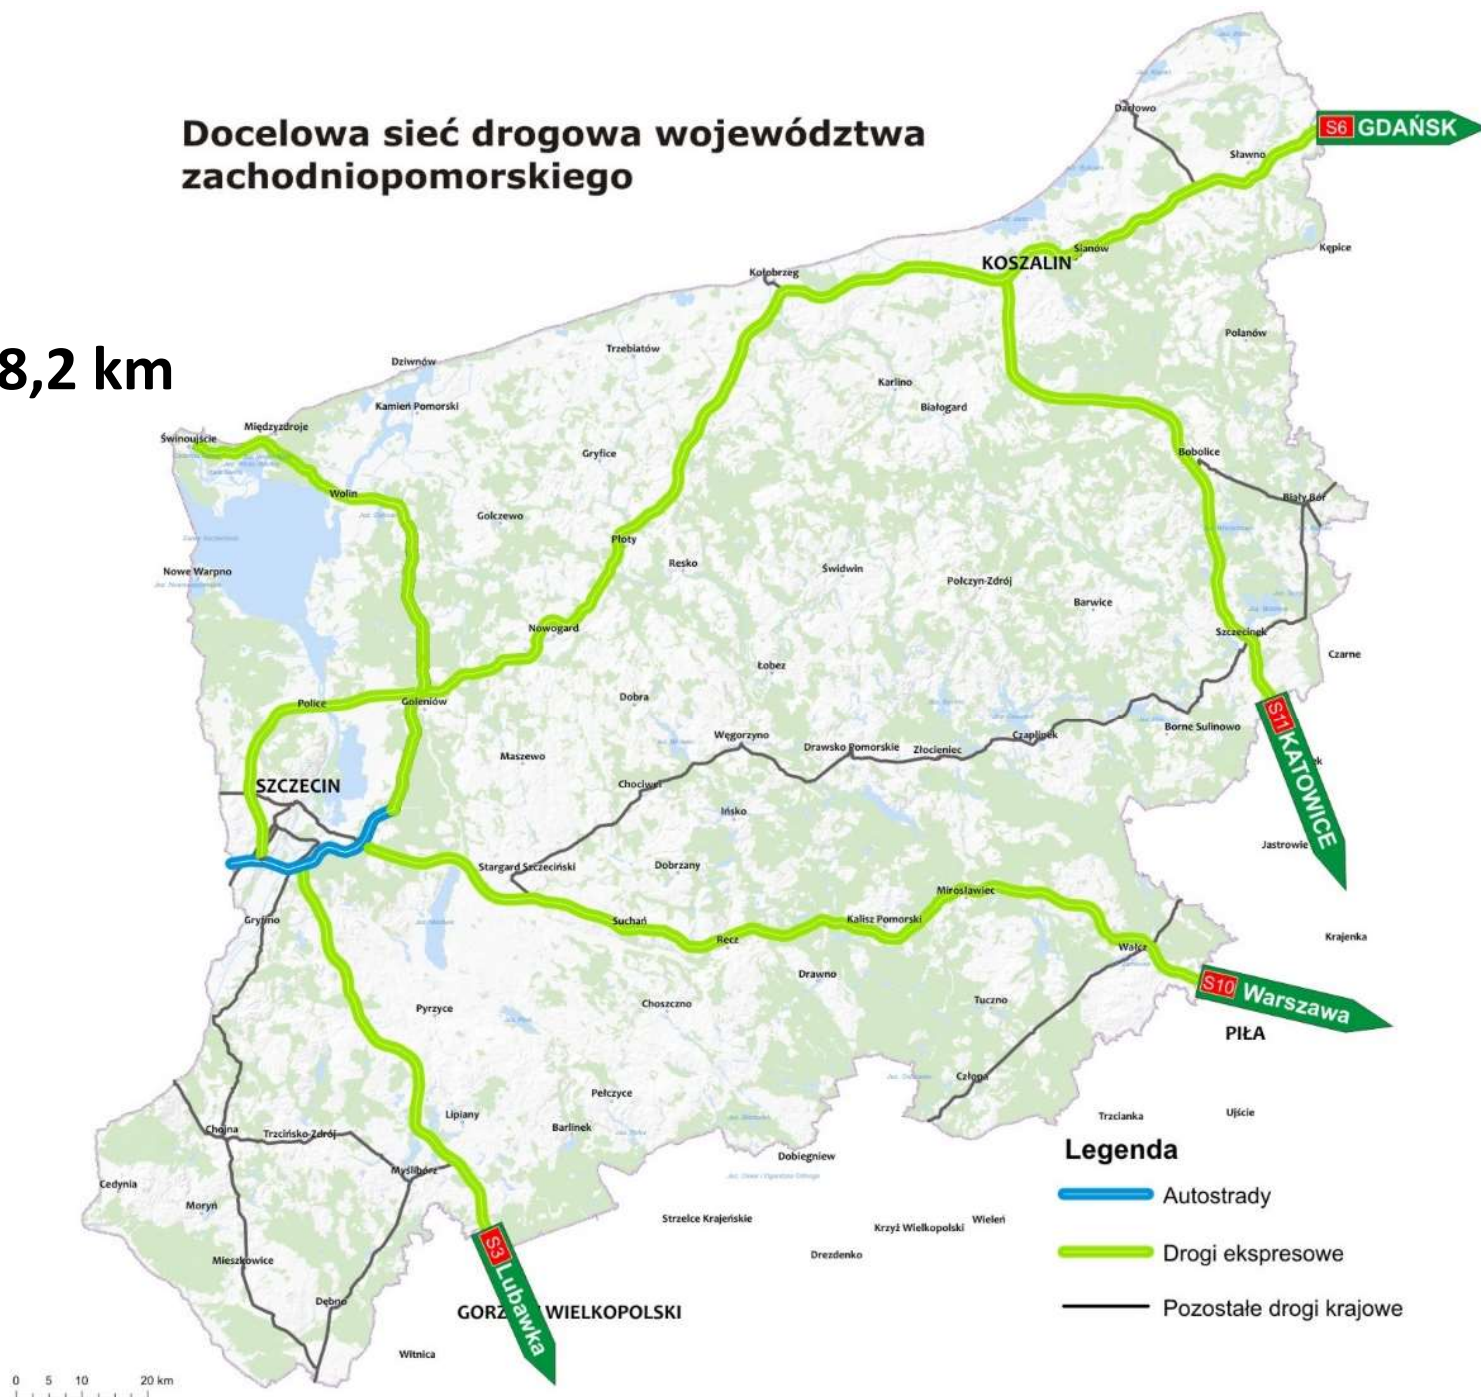 Docelowa sieć drogowa województwa
zachodniopomorskiego
8,2 km
Darłowo
S6 GDAŃSK
Sławno
Kępice
Sianów
KOSZALIN
Kołobrzeg
Polanów
Trzebiatów
Dziwnów
Karlino
Białogard
Kamień Pomorski
Międzyzdroje
Świnoujście
Gryfice
Bobolice
Wolin
Biały Bór
Golczewo
Płoty
Resko
Świdwin
Nowe Warpno
Połczyn-Zdrój
Barwice
Nowogard
Szczecinek
Czarne
Łobez
Dobra
Police
Goleniów
S11 KATOWICE
Borne Sulinowo
Węgorzyno
Drawsko Pomorskie
Złocieniec
Czaplinek
Maszewo
SZCZECIN
Chociwel
Ińsko
Jastrowie
Stargard Szczeciński
Dobrzany
Mirosławiec
Gryfino
Suchań
Kalisz Pomorski
Recz
Wałcz
Krajenka
Drawno
S10 Warszawa
Pyrzyce
Choszczno
Tuczno
PIŁA
Człopa
Pełczyce
Lipiany
Barlinek
Trzcianka
Ujście
Chojna
Trzcińsko-Zdrój
Dobiegniew
Legenda
Myślibórz
Cedynia
Autostrady
Moryń
Strzelce Krajeńskie
Krzyż Wielkopolski
Wieleń
Drezdenko
Drogi ekspresowe
Mieszkowice
S3 Lubawka
Dębno
GORZ WIELKOPOLSKI
Pozostałe drogi krajowe
Witnica
0 5 10 20 km